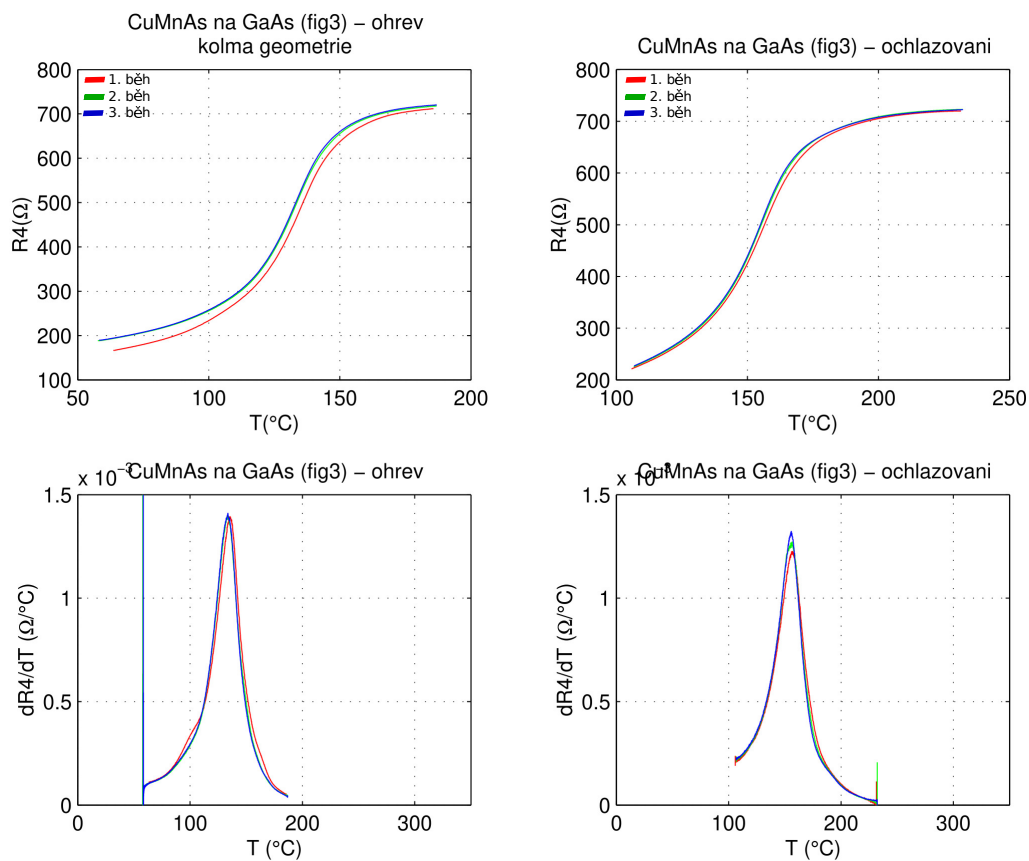 CuMnAs na GaAs (fig3) – ohrev
kolma geometrie
800
700
600
500
400
300
200
100
50
100
150
200
R4(Ω)
T(°C)
1. běh
2. běh
3. běh
CuMnAs na GaAs (fig3) – ochlazovani
800
700
600
500
400
300
200
100
150
200
250
R4(Ω)
T(°C)
1. běh
2. běh
3. běh
x 10⁻³
CuMnAs na GaAs (fig3) – ohrev
1.5
1
0.5
0
0
100
200
300
dR4/dT (Ω/°C)
T (°C)
x 10⁻³
CuMnAs na GaAs (fig3) – ochlazovani
1.5
1
0.5
0
0
100
200
300
dR4/dT (Ω/°C)
T (°C)